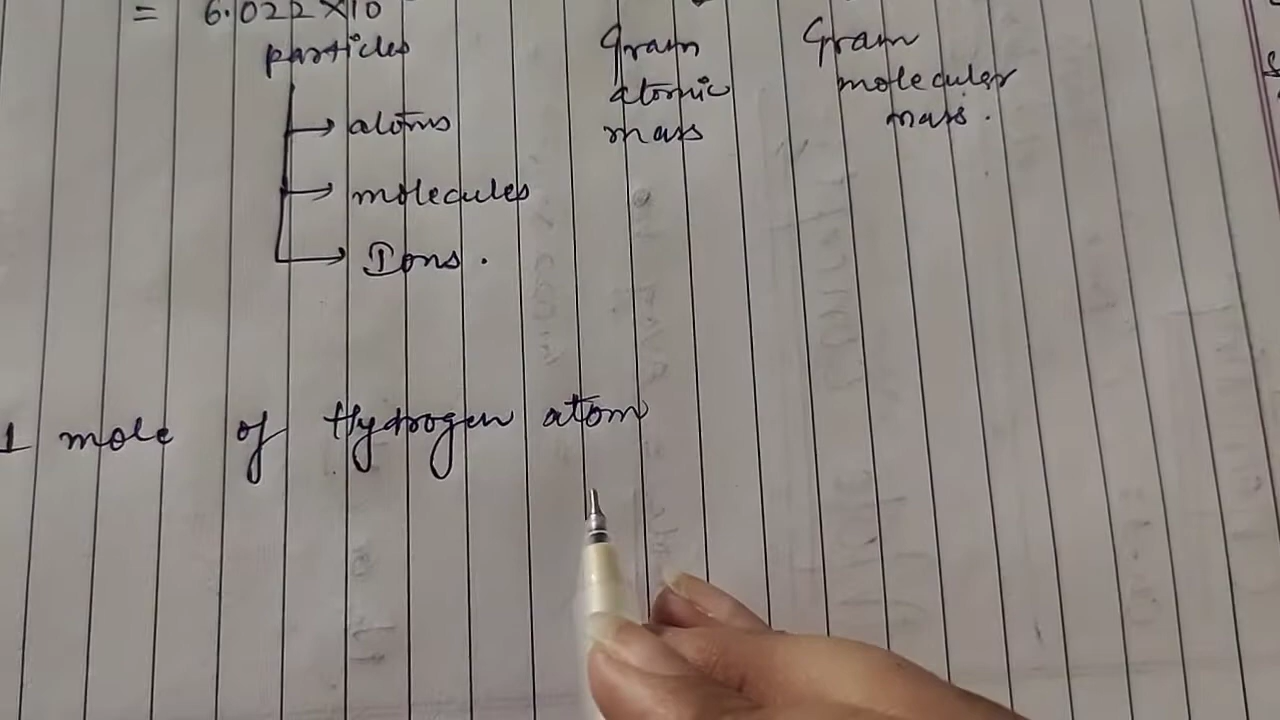 = 6.022×10
particles
→ atoms
→ molecules
→ Ions.
Gram
atomic
mass
Gram
molecular
mass.
1 mole of Hydrogen atom